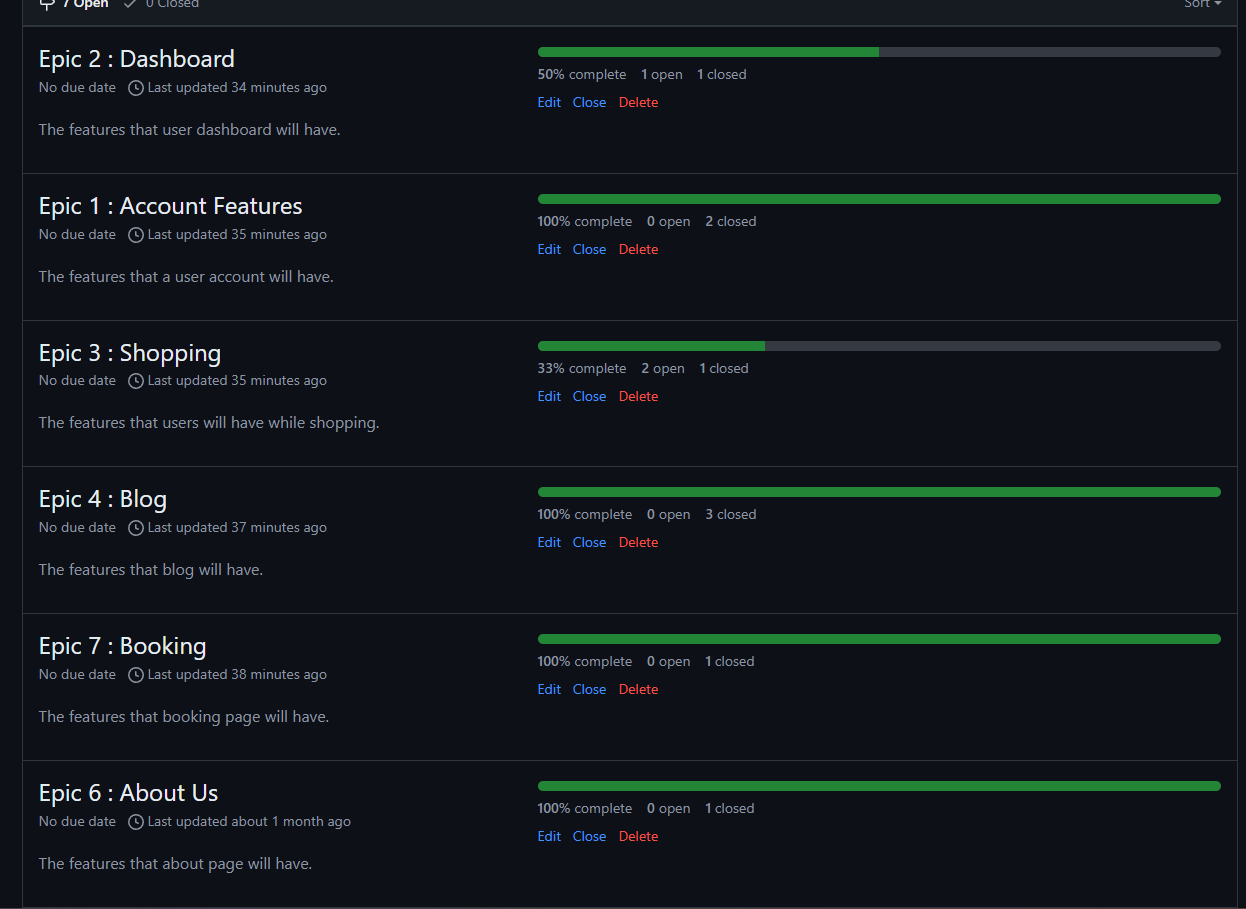 7 Open 0 Closed Sort
Epic 2 : Dashboard
No due date Last updated 34 minutes ago
The features that user dashboard will have.
50% complete 1 open 1 closed
Edit Close Delete
Epic 1 : Account Features
No due date Last updated 35 minutes ago
The features that a user account will have.
100% complete 0 open 2 closed
Edit Close Delete
Epic 3 : Shopping
No due date Last updated 35 minutes ago
The features that users will have while shopping.
33% complete 2 open 1 closed
Edit Close Delete
Epic 4 : Blog
No due date Last updated 37 minutes ago
The features that blog will have.
100% complete 0 open 3 closed
Edit Close Delete
Epic 7 : Booking
No due date Last updated 38 minutes ago
The features that booking page will have.
100% complete 0 open 1 closed
Edit Close Delete
Epic 6 : About Us
No due date Last updated about 1 month ago
The features that about page will have.
100% complete 0 open 1 closed
Edit Close Delete